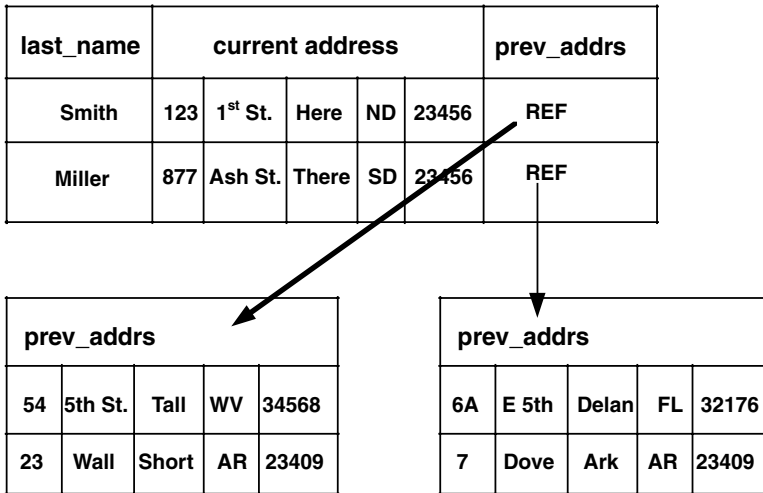 last_name current address prev_addrs
Smith 123 1st St. Here ND 23456 REF
Miller 877 Ash St. There SD 23456 REF
prev_addrs
54 5th St. Tall WV 34568
23 Wall Short AR 23409
prev_addrs
6A E 5th Delan FL 32176
7 Dove Ark AR 23409